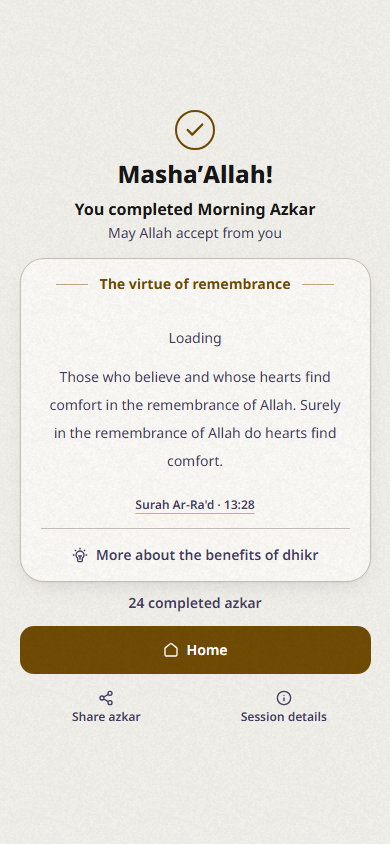 Masha’Allah!
You completed Morning Azkar
May Allah accept from you
The virtue of remembrance
Loading
Those who believe and whose hearts find
comfort in the remembrance of Allah. Surely
in the remembrance of Allah do hearts find
comfort.
Surah Ar-Ra'd · 13:28
More about the benefits of dhikr
24 completed azkar
Home
Share azkar
Session details